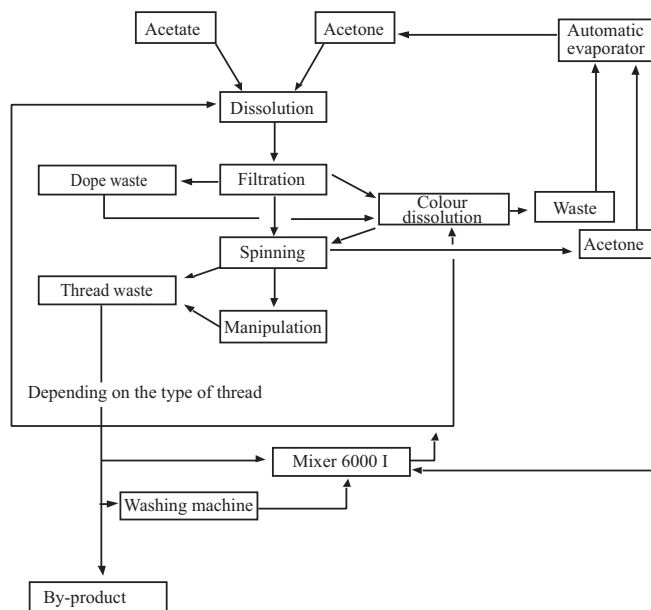 Acetate
Acetone
Automatic
evaporator
Dissolution
Dope waste
Filtration
Colour
dissolution
Waste
Spinning
Acetone
Thread waste
Manipulation
Depending on the type of thread
Mixer 6000 I
Washing machine
By-product